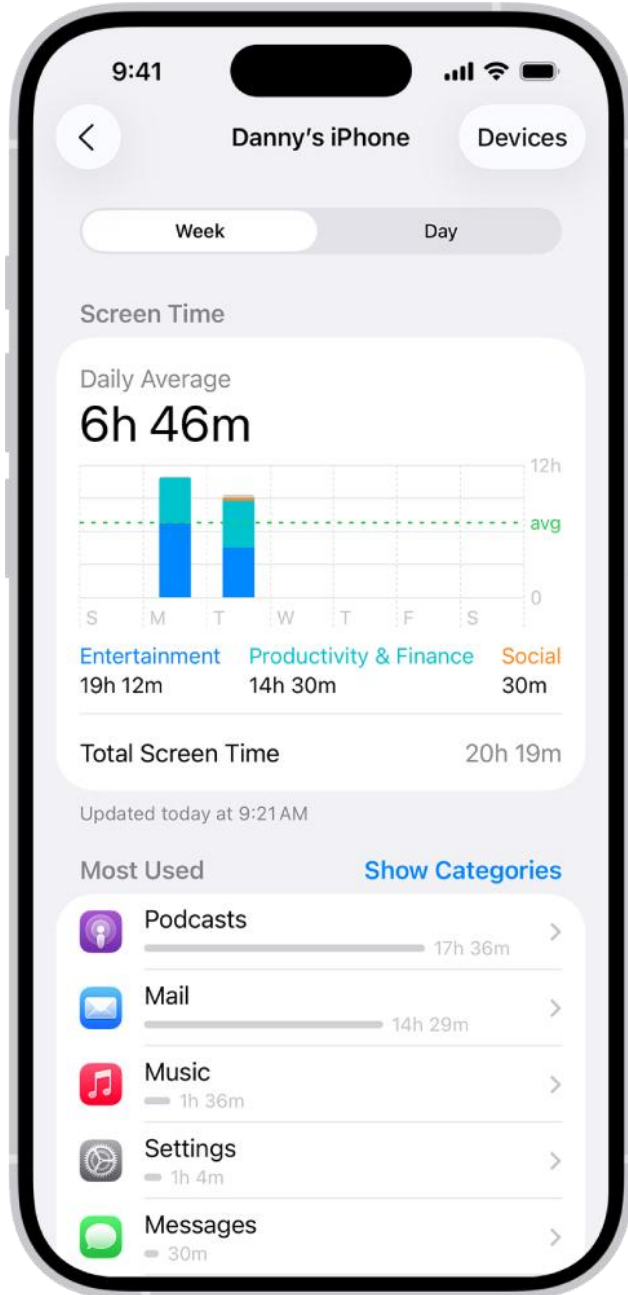 9:41
Danny’s iPhone
Devices
Week
Day
Screen Time
Daily Average
6h 46m
12h
avg
0
S M T W T F S
Entertainment Productivity & Finance Social
19h 12m 14h 30m 30m
Total Screen Time 20h 19m
Updated today at 9:21 AM
Most Used Show Categories
Podcasts
17h 36m
Mail
14h 29m
Music
1h 36m
Settings
1h 4m
Messages
30m